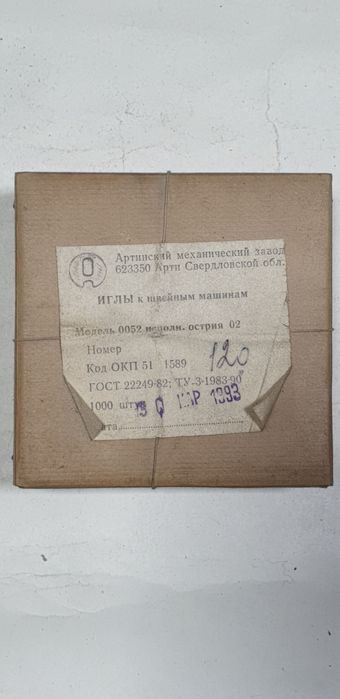 Артинский механический завод
623350 Арти Свердловской обл.
ИГЛЫ к швейным машинам
Модель 0052 исполн. острия 02
Номер 120
Код ОКП 51 1589
ГОСТ 22249-82; ТУ-3-1983-90
1000 штук
МАР 1993